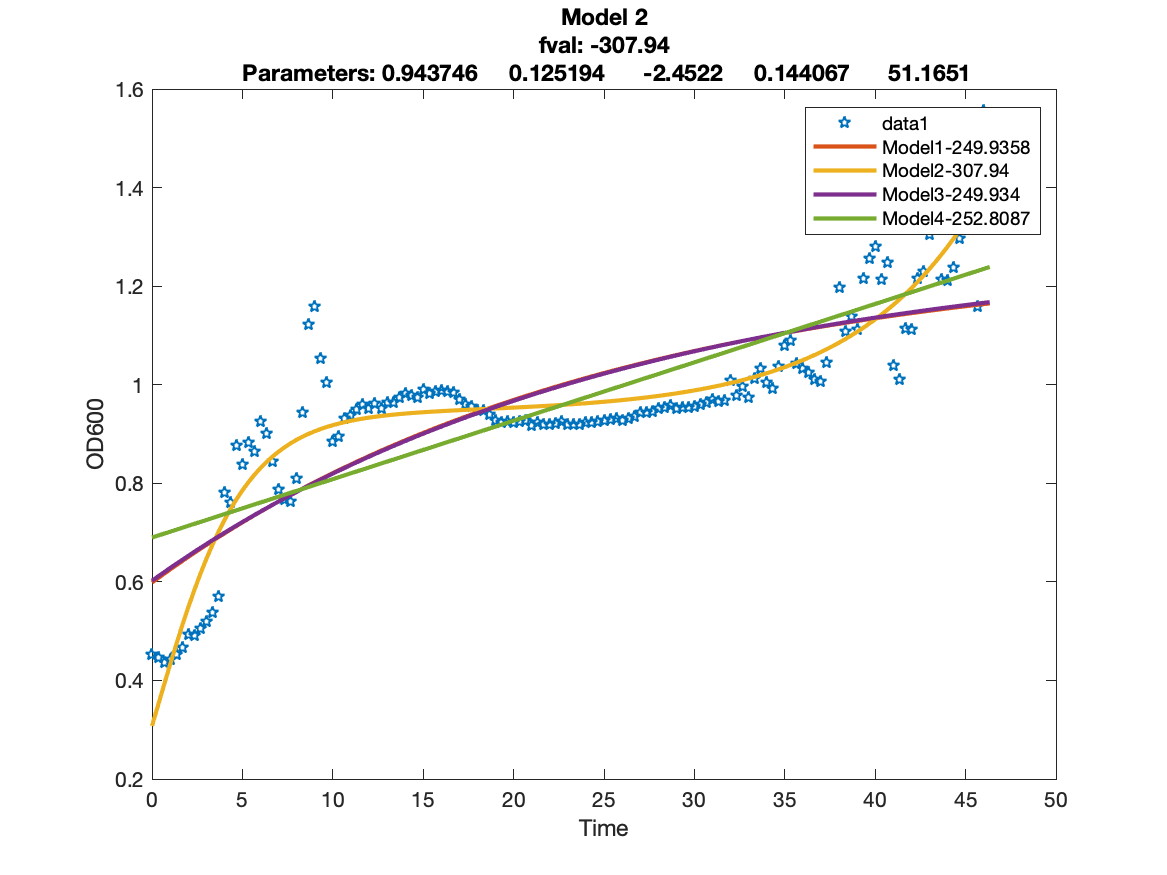 Model 2
fval: -307.94
Parameters: 0.943746 0.125194 -2.4522 0.144067 51.1651
1.6
1.4
1.2
1
0.8
0.6
0.4
0.2
OD600
data1
Model1-249.9358
Model2-307.94
Model3-249.934
Model4-252.8087
0 5 10 15 20 25 30 35 40 45 50
Time